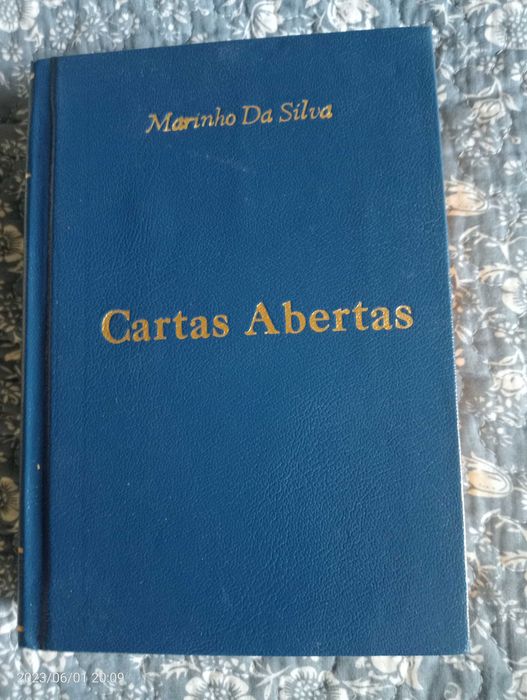 Marinho Da Silva
Cartas Abertas
2023/06/01 20:09